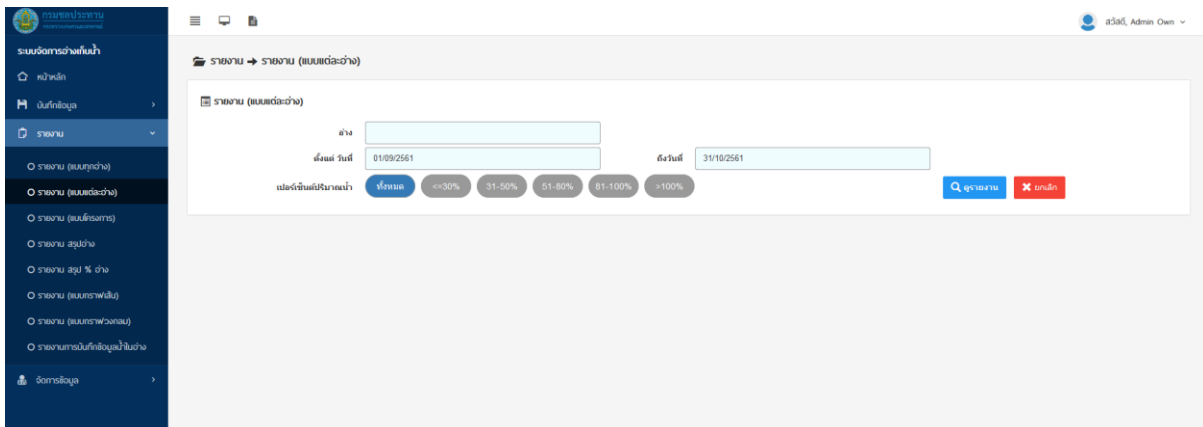 กรมชลประทาน
สวัสดี, Admin Own
ระบบจัดการอ่างเก็บน้ำ
หน้าหลัก
บันทึกข้อมูล
รายงาน
รายงาน (แบบทุกอ่าง)
รายงาน (แบบแต่ละอ่าง)
รายงาน (แบบโครงการ)
รายงาน สรุปอ่าง
รายงาน สรุป % อ่าง
รายงาน (แบบกราฟเส้น)
รายงาน (แบบกราฟวงกลม)
รายงานการบันทึกข้อมูลน้ำในอ่าง
จัดการข้อมูล
รายงาน ➔ รายงาน (แบบแต่ละอ่าง)
รายงาน (แบบแต่ละอ่าง)
อ่าง
ตั้งแต่ วันที่ 01/09/2561 ถึงวันที่ 31/10/2561
เปอร์เซ็นต์ปริมาณน้ำ ทั้งหมด <=30% 31-50% 51-80% 81-100% >100% ดูรายงาน ยกเลิก